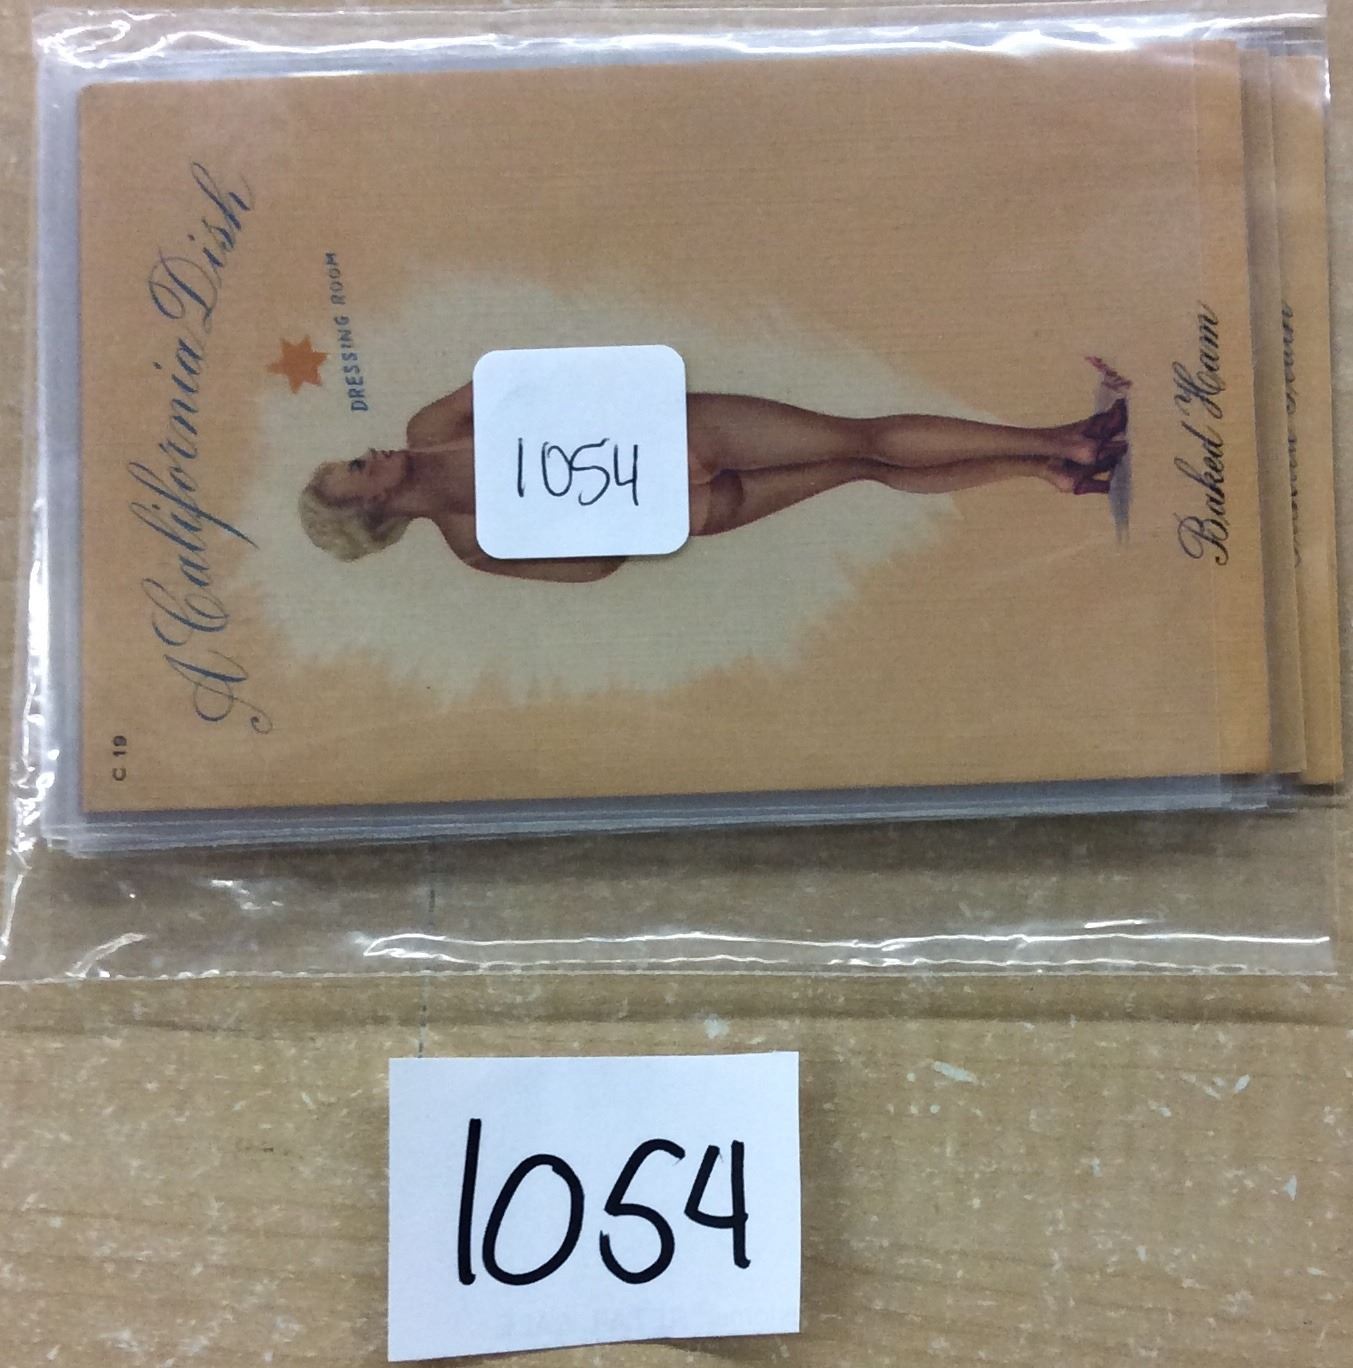 C 19
A California Dish
DRESSING ROOM
1054
Baked Ham
1054